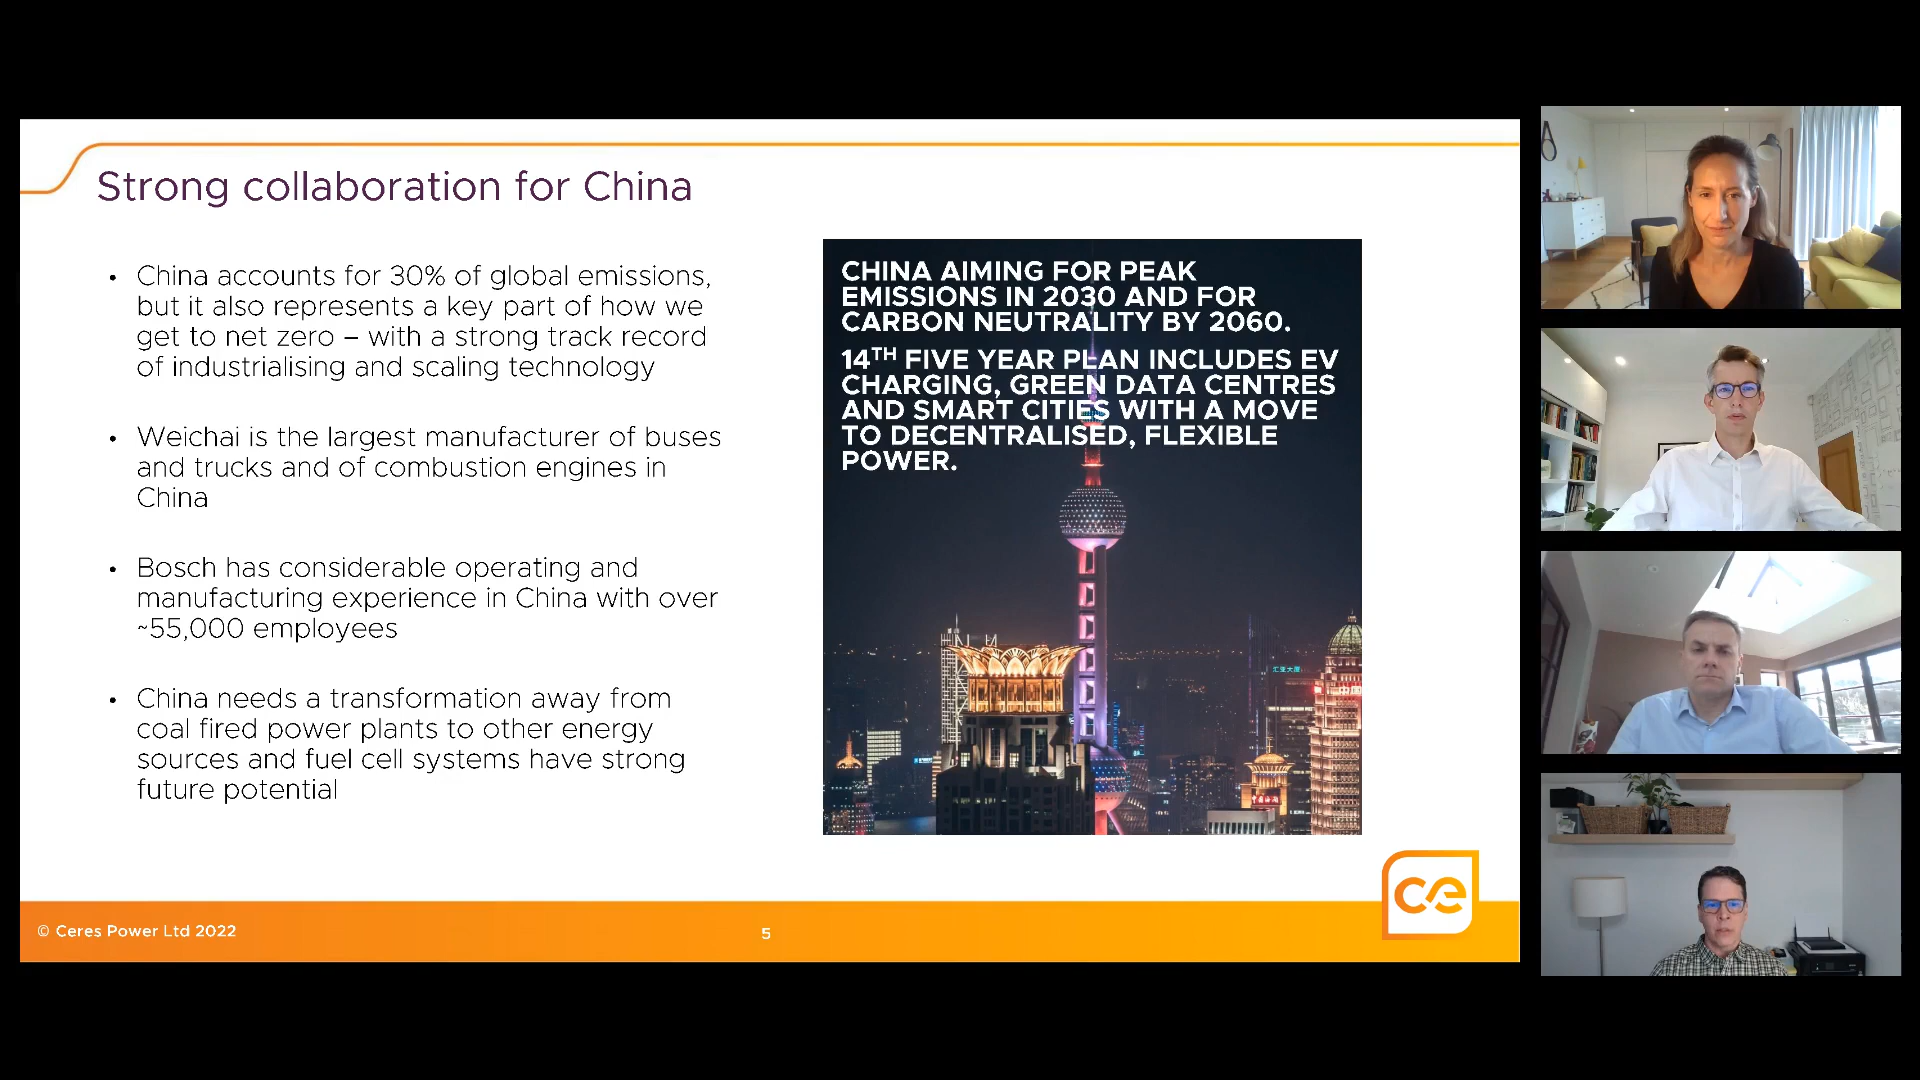 Strong collaboration for China
• China accounts for 30% of global emissions,
but it also represents a key part of how we
get to net zero – with a strong track record
of industrialising and scaling technology
• Weichai is the largest manufacturer of buses
and trucks and of combustion engines in
China
• Bosch has considerable operating and
manufacturing experience in China with over
~55,000 employees
• China needs a transformation away from
coal fired power plants to other energy
sources and fuel cell systems have strong
future potential
CHINA AIMING FOR PEAK
EMISSIONS IN 2030 AND FOR
CARBON NEUTRALITY BY 2060.
14TH FIVE YEAR PLAN INCLUDES EV
CHARGING, GREEN DATA CENTRES
AND SMART CITIES WITH A MOVE
TO DECENTRALISED, FLEXIBLE
POWER.
汇亚大厦
© Ceres Power Ltd 2022
5
ce